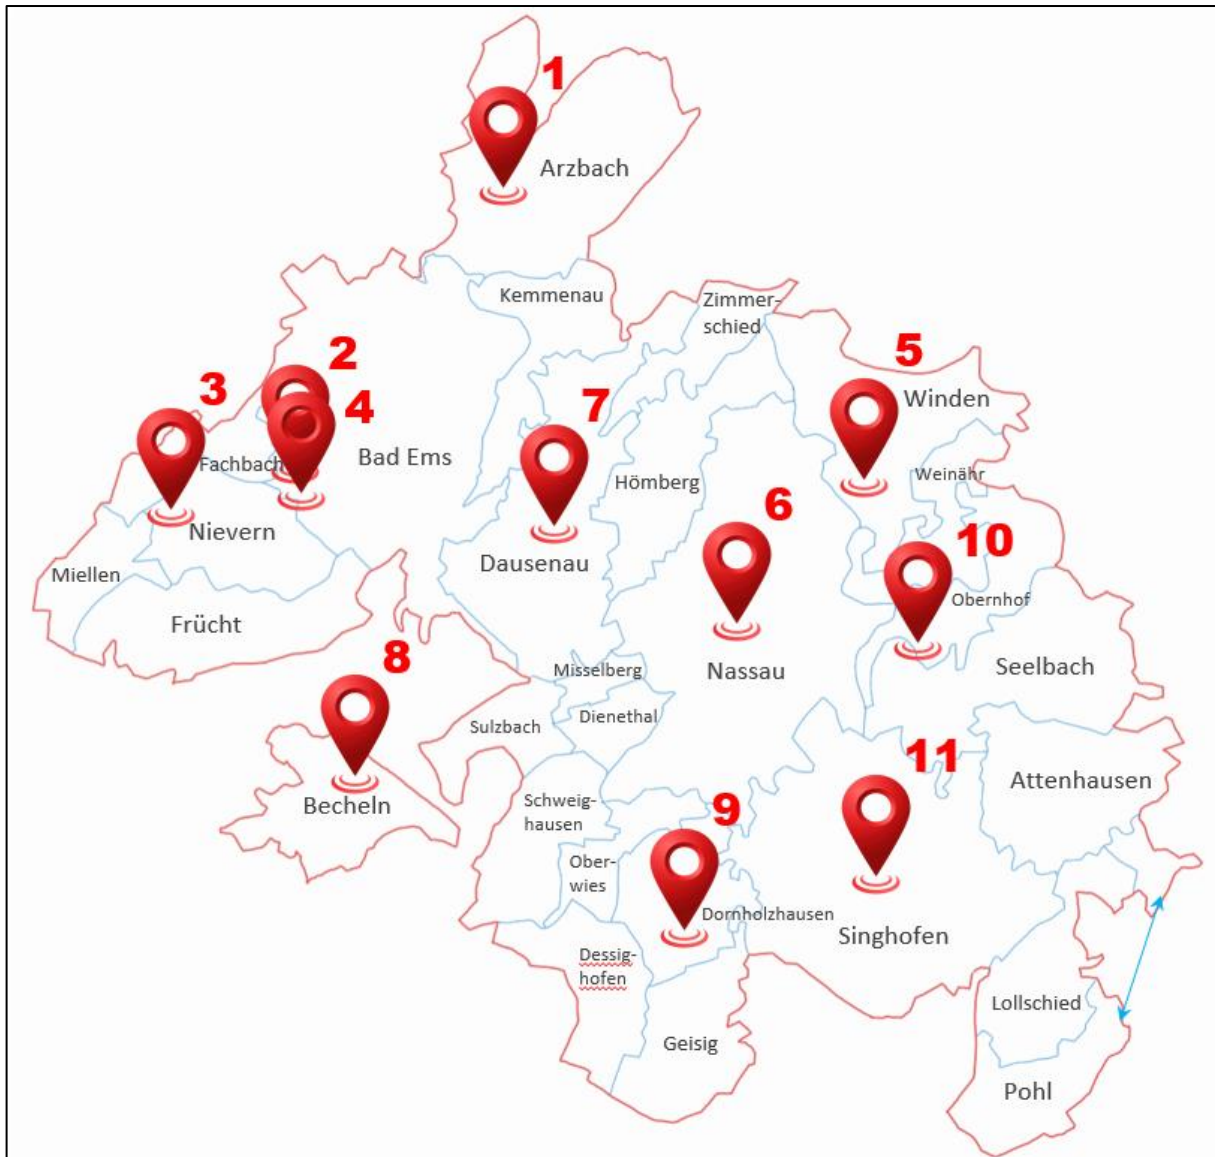 1
Arzbach
Kemmenau
Zimmer-
schied
2
3
4
5
Winden
Fachbach
Bad Ems
7
Hömberg
Weinähr
Nievern
6
10
Miellen
Dausenau
Obernhof
Frücht
8
Misselberg
Nassau
Seelbach
Sulzbach
Dienethal
11
Attenhausen
Becheln
Schweig-
hausen
9
Ober-
wies
Dornholzhausen
Singhofen
Dessig-
hofen
Lollschied
Geisig
Pohl